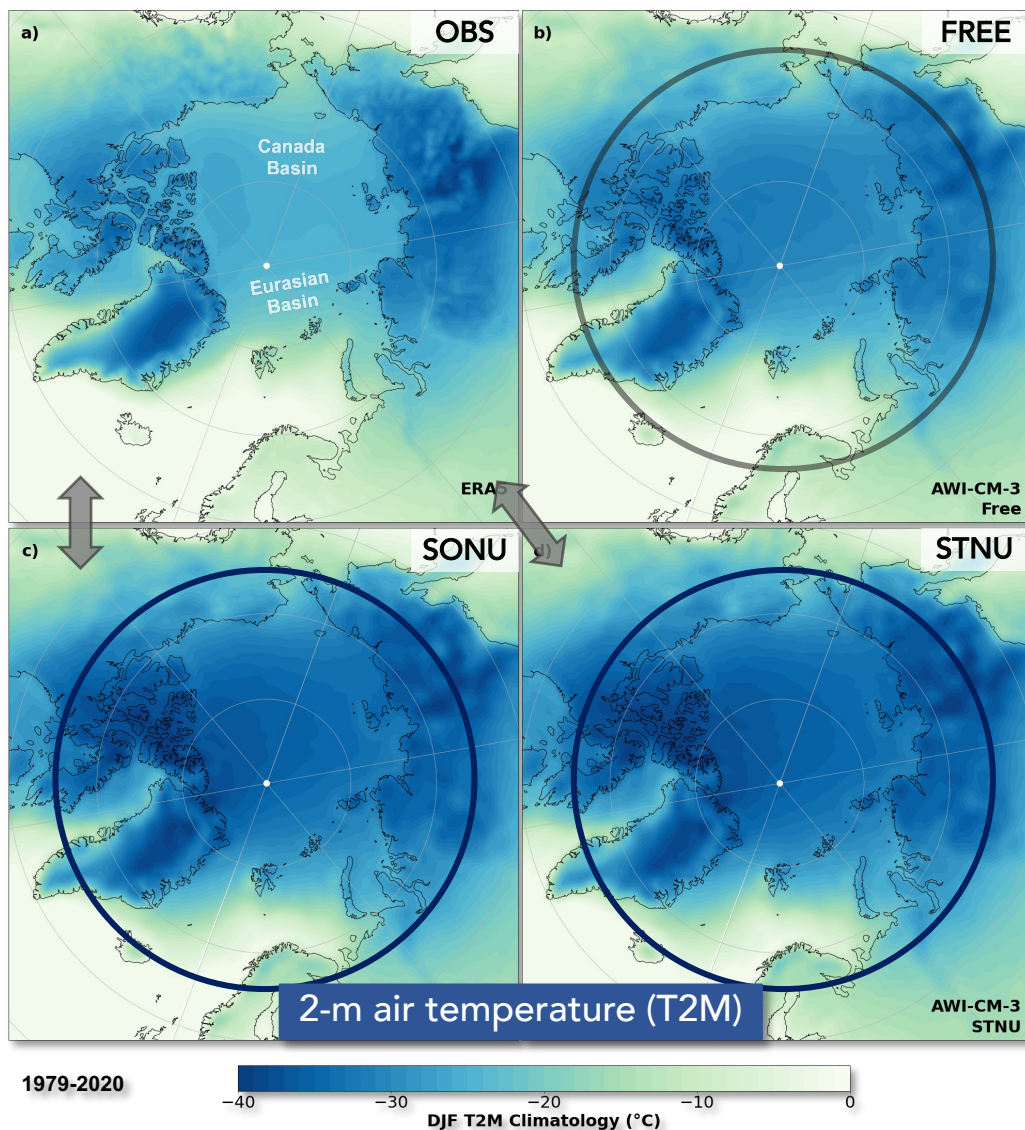 a)
OBS
Canada
Basin
Eurasian
Basin
ERA5
b)
FREE
AWI-CM-3
Free
c)
SONU
d)
STNU
AWI-CM-3
STNU
2-m air temperature (T2M)
1979-2020
−40
−30
−20
−10
0
DJF T2M Climatology (°C)